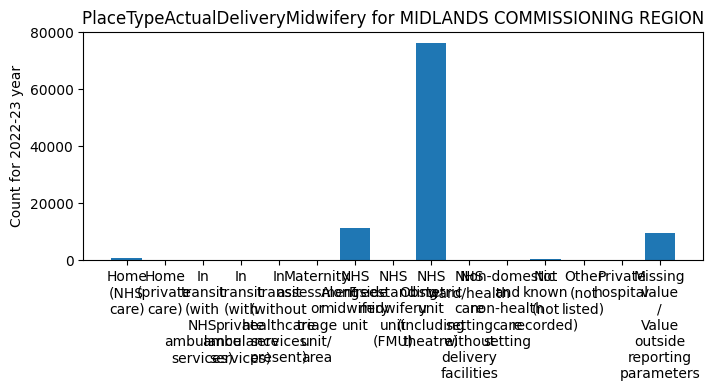 PlaceTypeActualDeliveryMidwifery for MIDLANDS COMMISSIONING REGION
Count for 2022-23 year
80000
60000
40000
20000
0
Home
(NHS
care)
Home
(private
care)
In
transit
(with
NHS
ambulance
services)
In
transit
(with
private
ambulance
services)
In
transit
(without
healthcare
services
present)
Maternity
assessment
or
triage
unit/
area
NHS
Alongside
midwifery
unit
NHS
Freestanding
midwifery
unit
(FMU)
NHS
Obstetric
unit
(including
theatre)
NHS
ward/health
care
setting
without
delivery
facilities
Non-domestic
and
non-health
care
setting
Not
known
(not
recorded)
Other
(not
listed)
Private
hospital
Missing
value
/
Value
outside
reporting
parameters